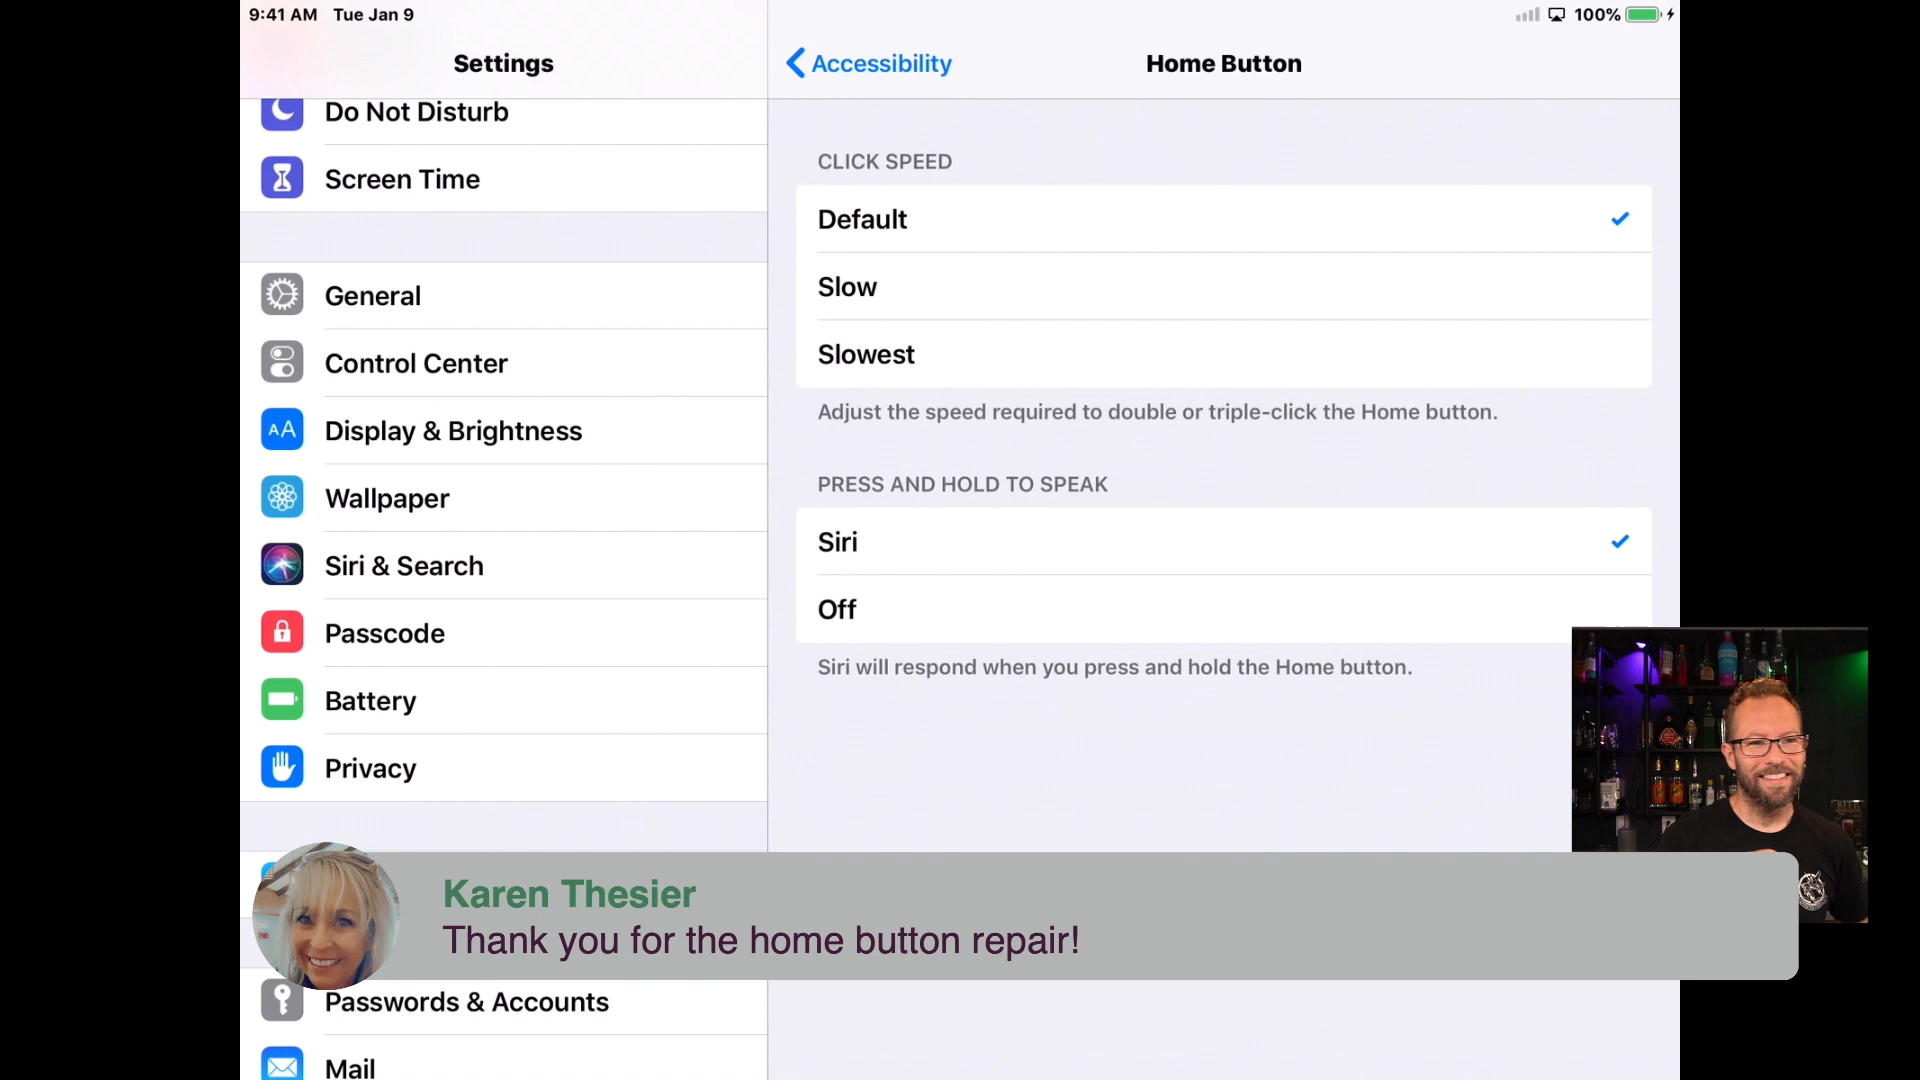 9:41 AM Tue Jan 9
100%
Settings
Accessibility
Home Button
Do Not Disturb
Screen Time
General
Control Center
AA
Display & Brightness
Wallpaper
Siri & Search
Passcode
Battery
Privacy
Passwords & Accounts
Mail
CLICK SPEED
Default
Slow
Slowest
Adjust the speed required to double or triple-click the Home button.
PRESS AND HOLD TO SPEAK
Siri
Off
Siri will respond when you press and hold the Home button.
Karen Thesier
Thank you for the home button repair!